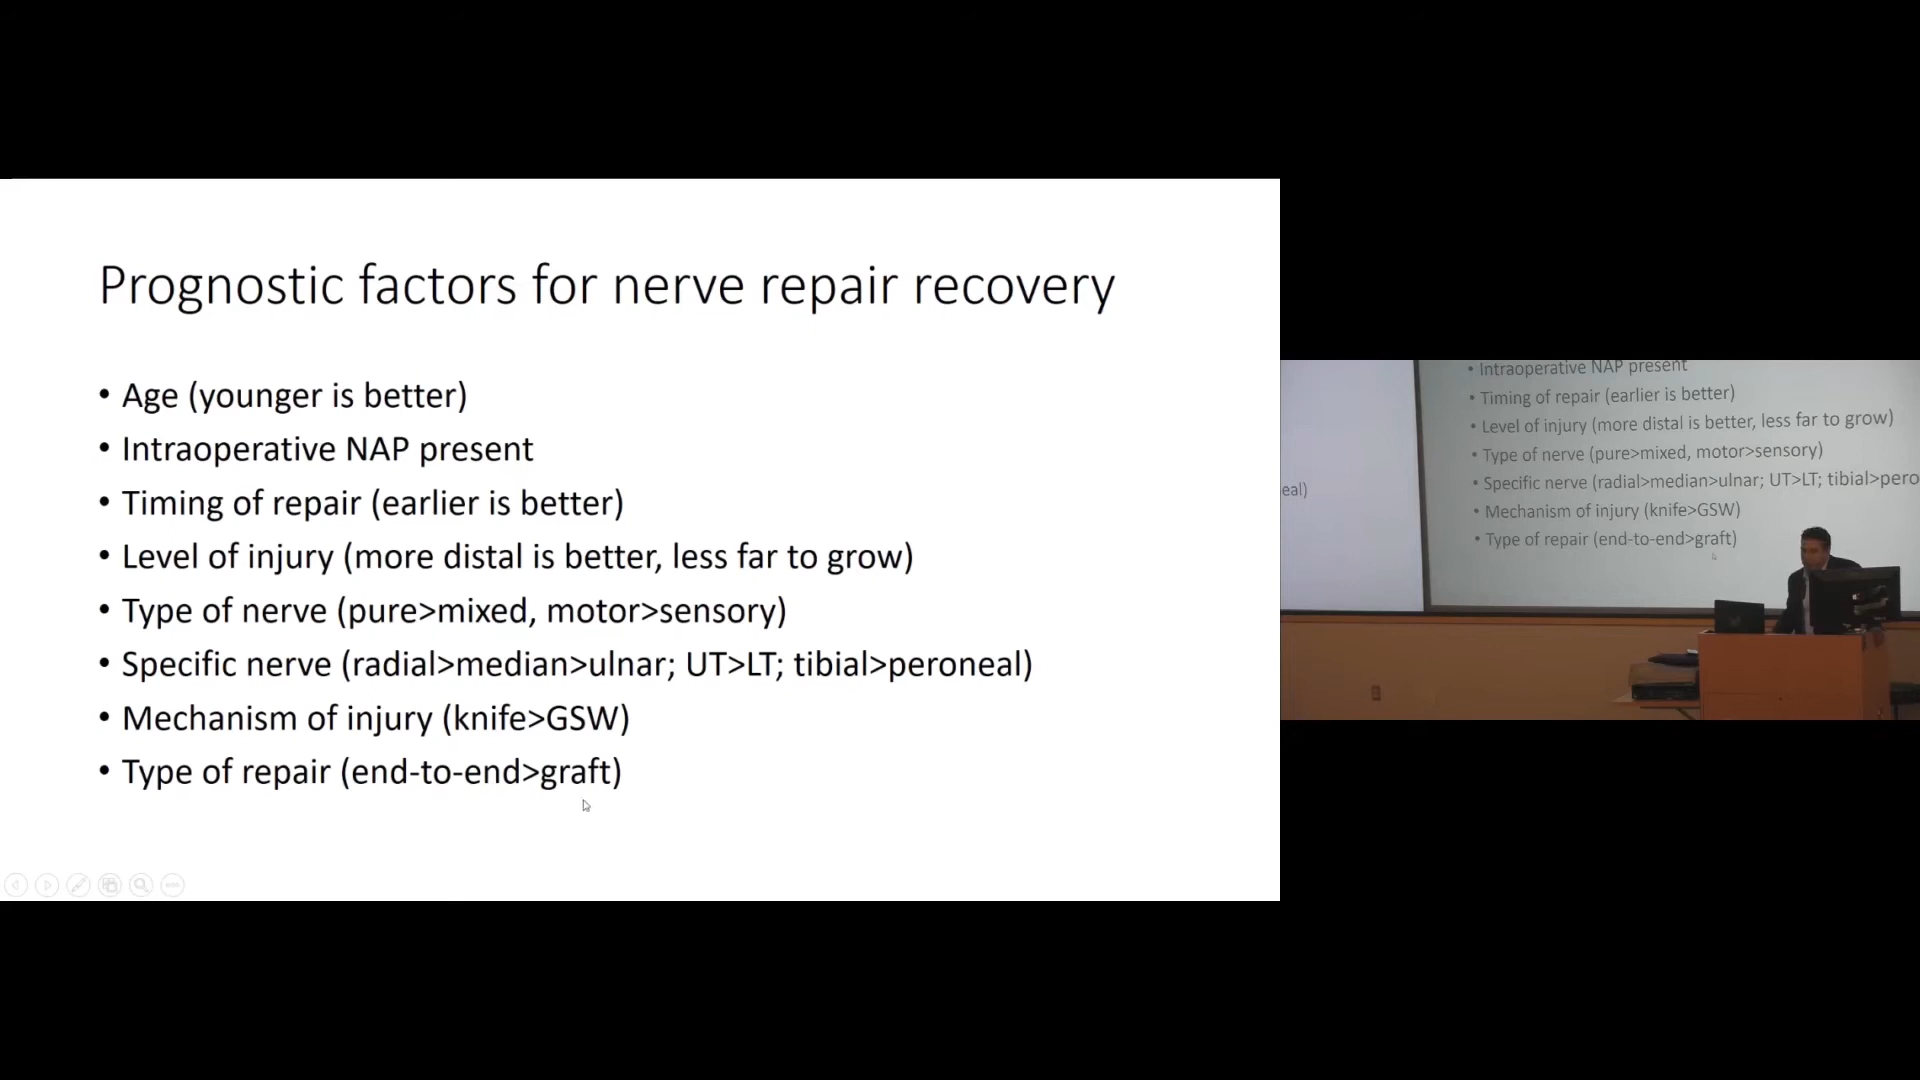 Prognostic factors for nerve repair recovery
• Age (younger is better)
• Intraoperative NAP present
• Timing of repair (earlier is better)
• Level of injury (more distal is better, less far to grow)
• Type of nerve (pure>mixed, motor>sensory)
• Specific nerve (radial>median>ulnar; UT>LT; tibial>peroneal)
• Mechanism of injury (knife>GSW)
• Type of repair (end-to-end>graft)
eal)
• Intraoperative NAP present
• Timing of repair (earlier is better)
• Level of injury (more distal is better, less far to grow)
• Type of nerve (pure>mixed, motor>sensory)
• Specific nerve (radial>median>ulnar; UT>LT; tibial>pero
• Mechanism of injury (knife>GSW)
• Type of repair (end-to-end>graft)